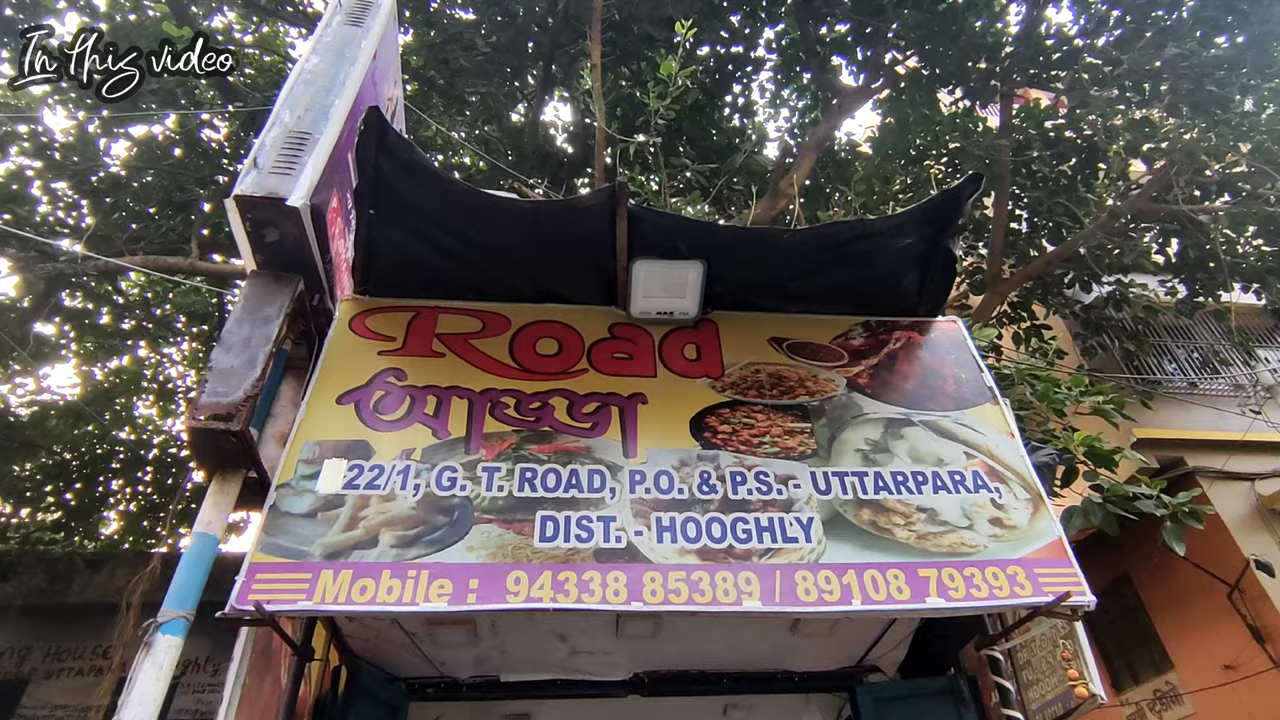 In this video
Road
আড্ডা
22/1, G. T. ROAD, P.O. & P.S. - UTTARPARA,
DIST. - HOOGHLY
Mobile : 94338 85389 / 89108 79393